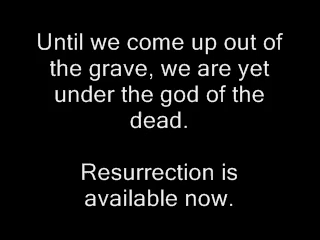 Until we come up out of
the grave, we are yet
under the god of the
dead.
Resurrection is
available now.